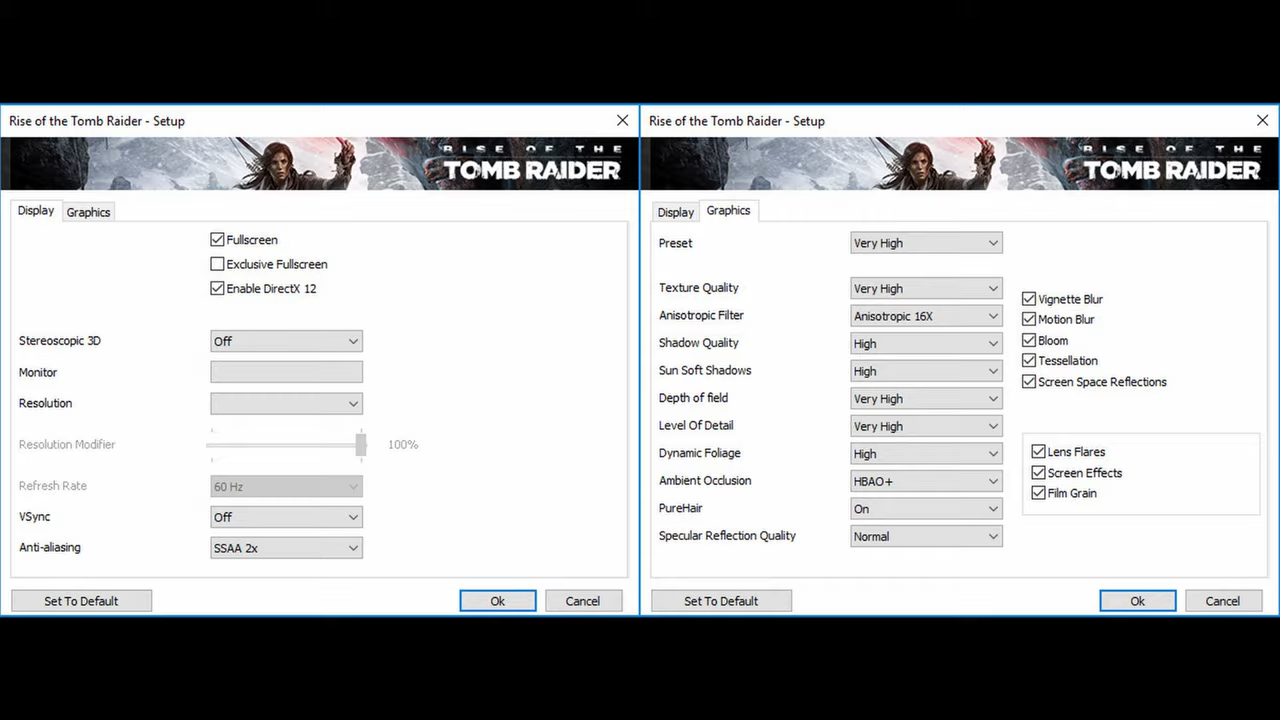 Rise of the Tomb Raider - Setup
RISE OF THE
TOMB RAIDER
Display
Graphics
Fullscreen
Exclusive Fullscreen
Enable DirectX 12
Stereoscopic 3D
Off
Monitor
Resolution
Resolution Modifier
100%
Refresh Rate
60 Hz
VSync
Off
Anti-aliasing
SSAA 2x
Set To Default
Ok
Cancel
Rise of the Tomb Raider - Setup
RISE OF THE
TOMB RAIDER
Display
Graphics
Preset
Very High
Texture Quality
Very High
Anisotropic Filter
Anisotropic 16X
Shadow Quality
High
Sun Soft Shadows
High
Depth of field
Very High
Level Of Detail
Very High
Dynamic Foliage
High
Ambient Occlusion
HBAO+
PureHair
On
Specular Reflection Quality
Normal
Vignette Blur
Motion Blur
Bloom
Tessellation
Screen Space Reflections
Lens Flares
Screen Effects
Film Grain
Set To Default
Ok
Cancel